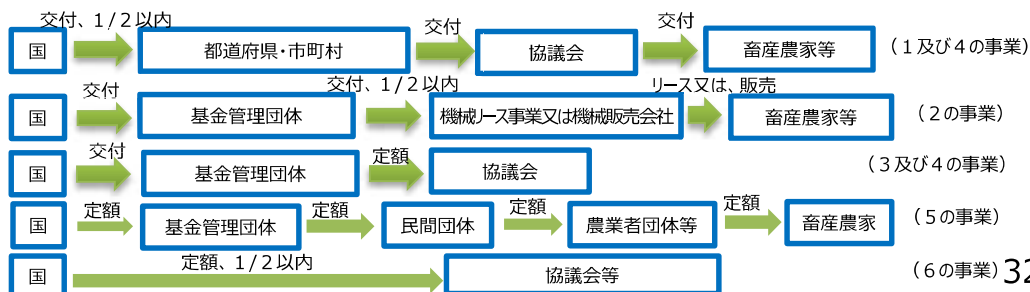 交付、1/2以内 交付 交付
国 都道府県・市町村 協議会 畜産農家等 (1及び4の事業)
交付 交付、1/2以内 リース又は、販売
国 基金管理団体 機械リース事業又は機械販売会社 畜産農家等 (2の事業)
交付 定額
国 基金管理団体 協議会 (3及び4の事業)
定額 定額 定額 定額
国 基金管理団体 民間団体 農業者団体等 畜産農家 (5の事業)
定額、1/2以内
国 協議会等 (6の事業) 32